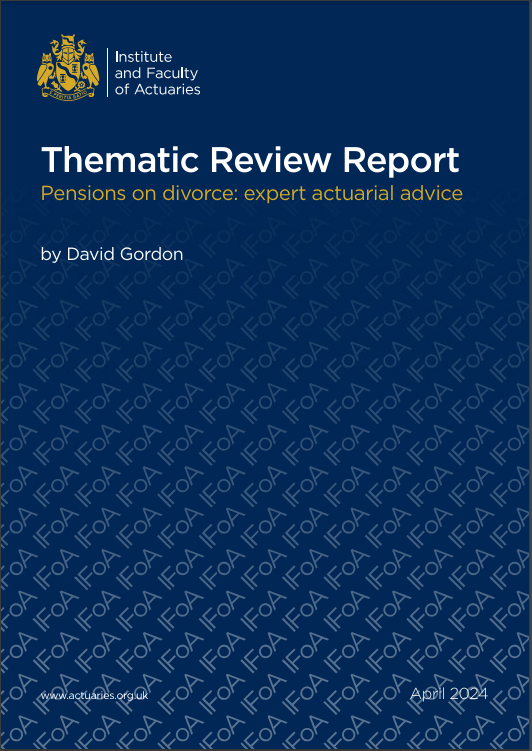 Institute
and Faculty
of Actuaries
Thematic Review Report
Pensions on divorce: expert actuarial advice
by David Gordon
www.actuaries.org.uk
April 2024
IFoA